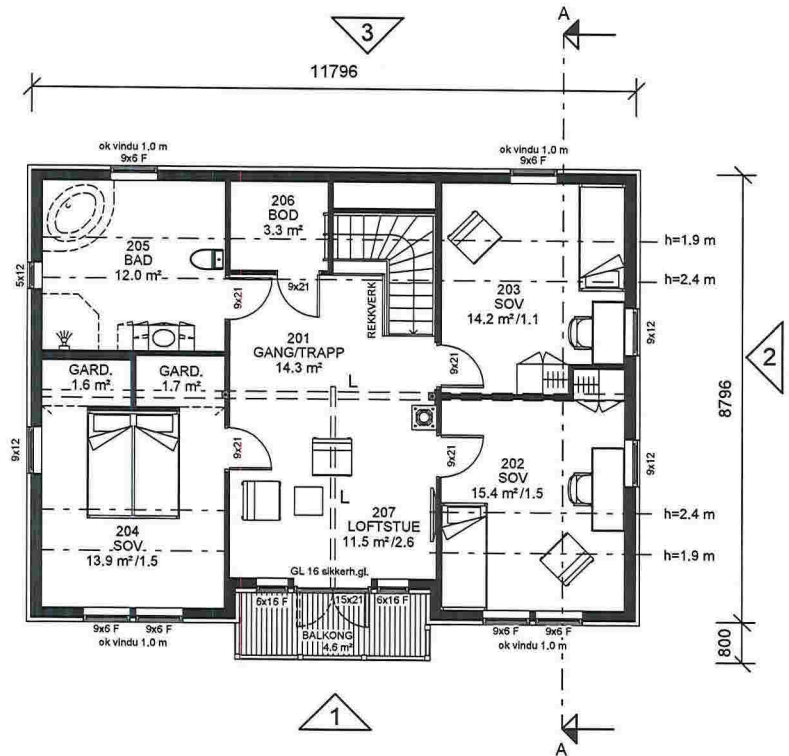 A
3
11796
ok vindu 1,0 m
9x6 F
ok vindu 1,0 m
9x6 F
206
BOD
3.3 m²
205
BAD
12.0 m²
h=1.9 m
h=2.4 m
5x12
9x21
9x21
REKKVERK
203
SOV
14.2 m²/1.1
9x12
2
8796
201
GANG/TRAPP
14.3 m²
9x21
GARD.
1.6 m²
GARD.
1.7 m²
L
9x12
9x21
9x21
202
SOV
15.4 m²/1.5
9x12
L
207
LOFTSTUE
11.5 m²/2.6
h=2.4 m
h=1.9 m
204
SOV.
13.9 m²/1.5
GL 16 sikkerh.gl.
6x16 F
15x21
6x16 F
BALKONG
4.6 m²
9x6 F
9x6 F
ok vindu 1,0 m
9x6 F
9x6 F
ok vindu 1,0 m
800
1
A